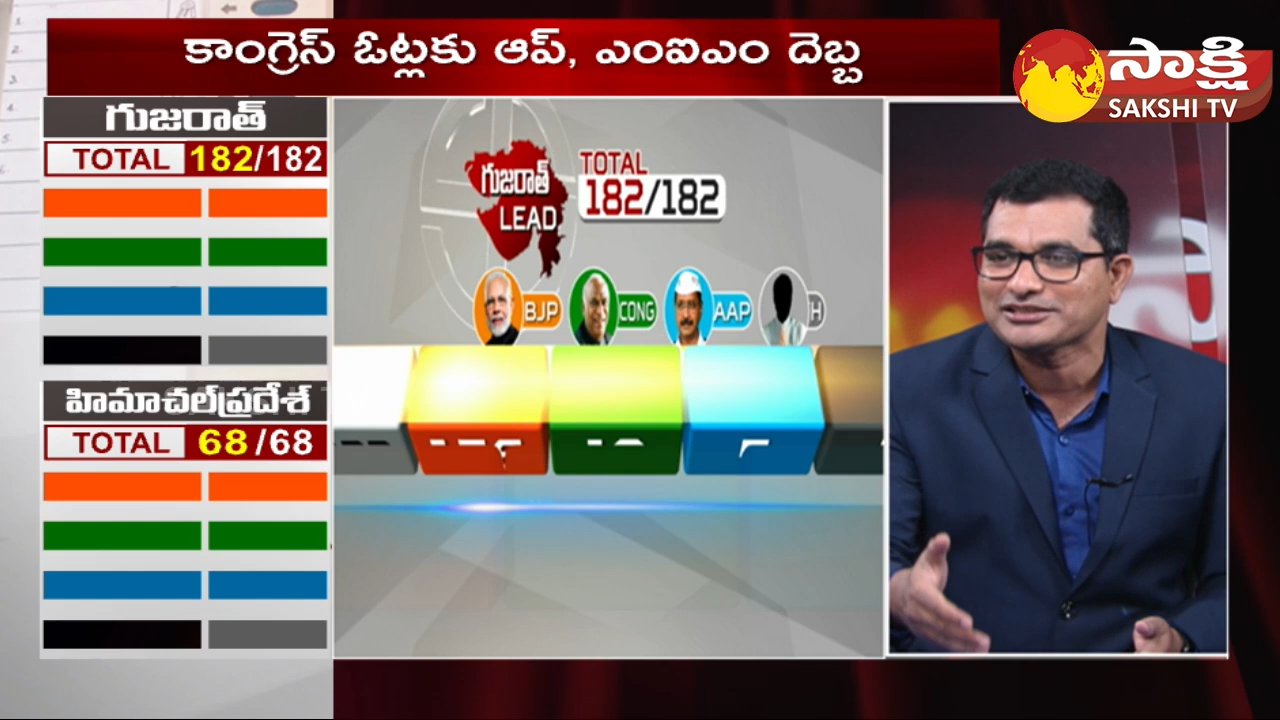 కాంగ్రెస్ ఓట్లకు ఆప్, ఎంఐఎం దెబ్బ
సాక్షి
SAKSHI TV
గుజరాత్
TOTAL 182/182
హిమాచల్‌ప్రదేశ్
TOTAL 68/68
గుజరాత్
LEAD
TOTAL
182/182
BJP
CONG
AAP